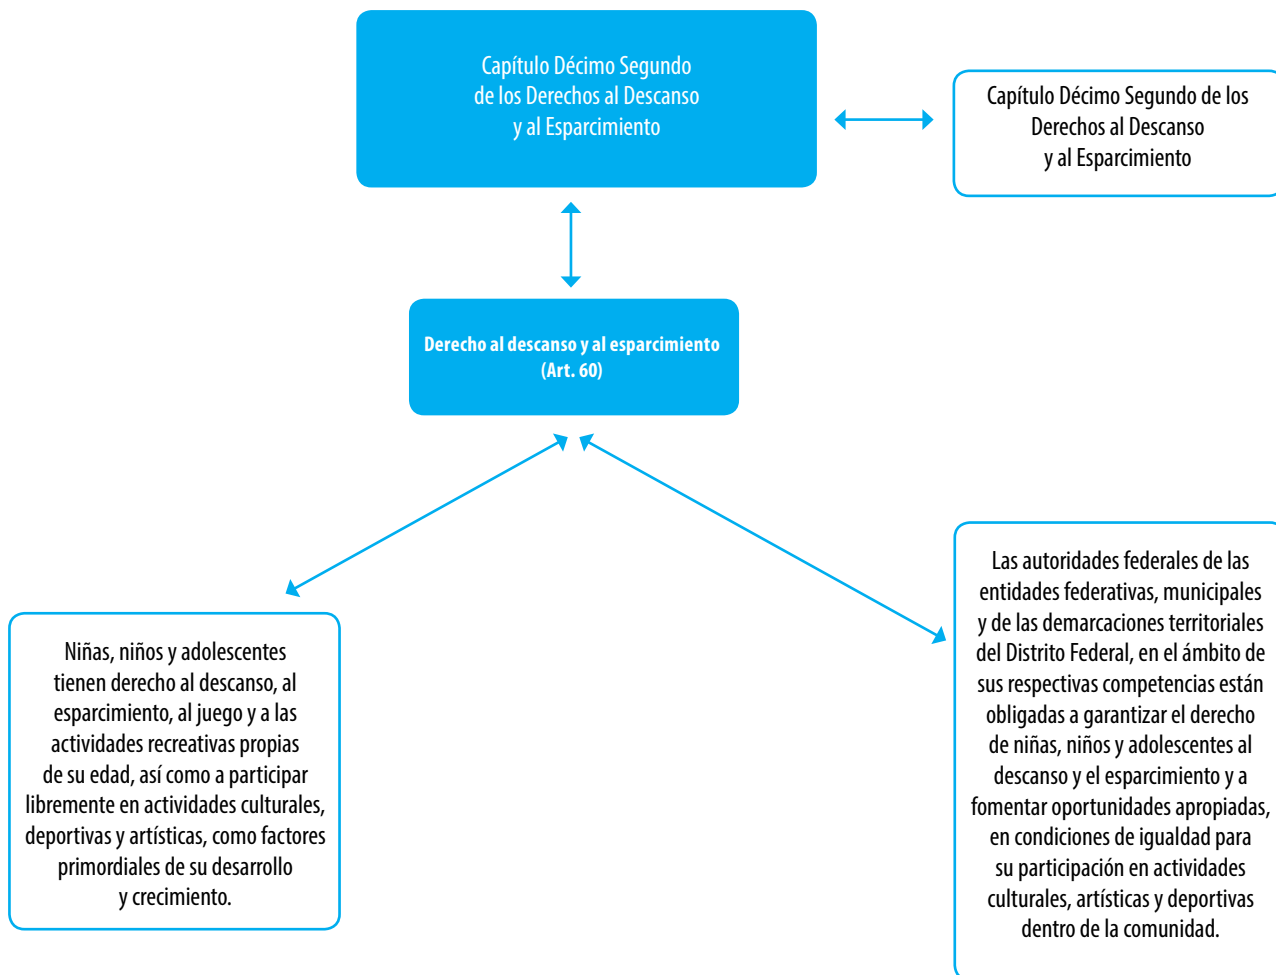 Capítulo Décimo Segundo
de los Derechos al Descanso
y al Esparcimiento
Capítulo Décimo Segundo de los
Derechos al Descanso
y al Esparcimiento
Derecho al descanso y al esparcimiento
(Art. 60)
Niñas, niños y adolescentes
tienen derecho al descanso, al
esparcimiento, al juego y a las
actividades recreativas propias
de su edad, así como a participar
libremente en actividades culturales,
deportivas y artísticas, como factores
primordiales de su desarrollo
y crecimiento.
Las autoridades federales de las
entidades federativas, municipales
y de las demarcaciones territoriales
del Distrito Federal, en el ámbito de
sus respectivas competencias están
obligadas a garantizar el derecho
de niñas, niños y adolescentes al
descanso y el esparcimiento y a
fomentar oportunidades apropiadas,
en condiciones de igualdad para
su participación en actividades
culturales, artísticas y deportivas
dentro de la comunidad.